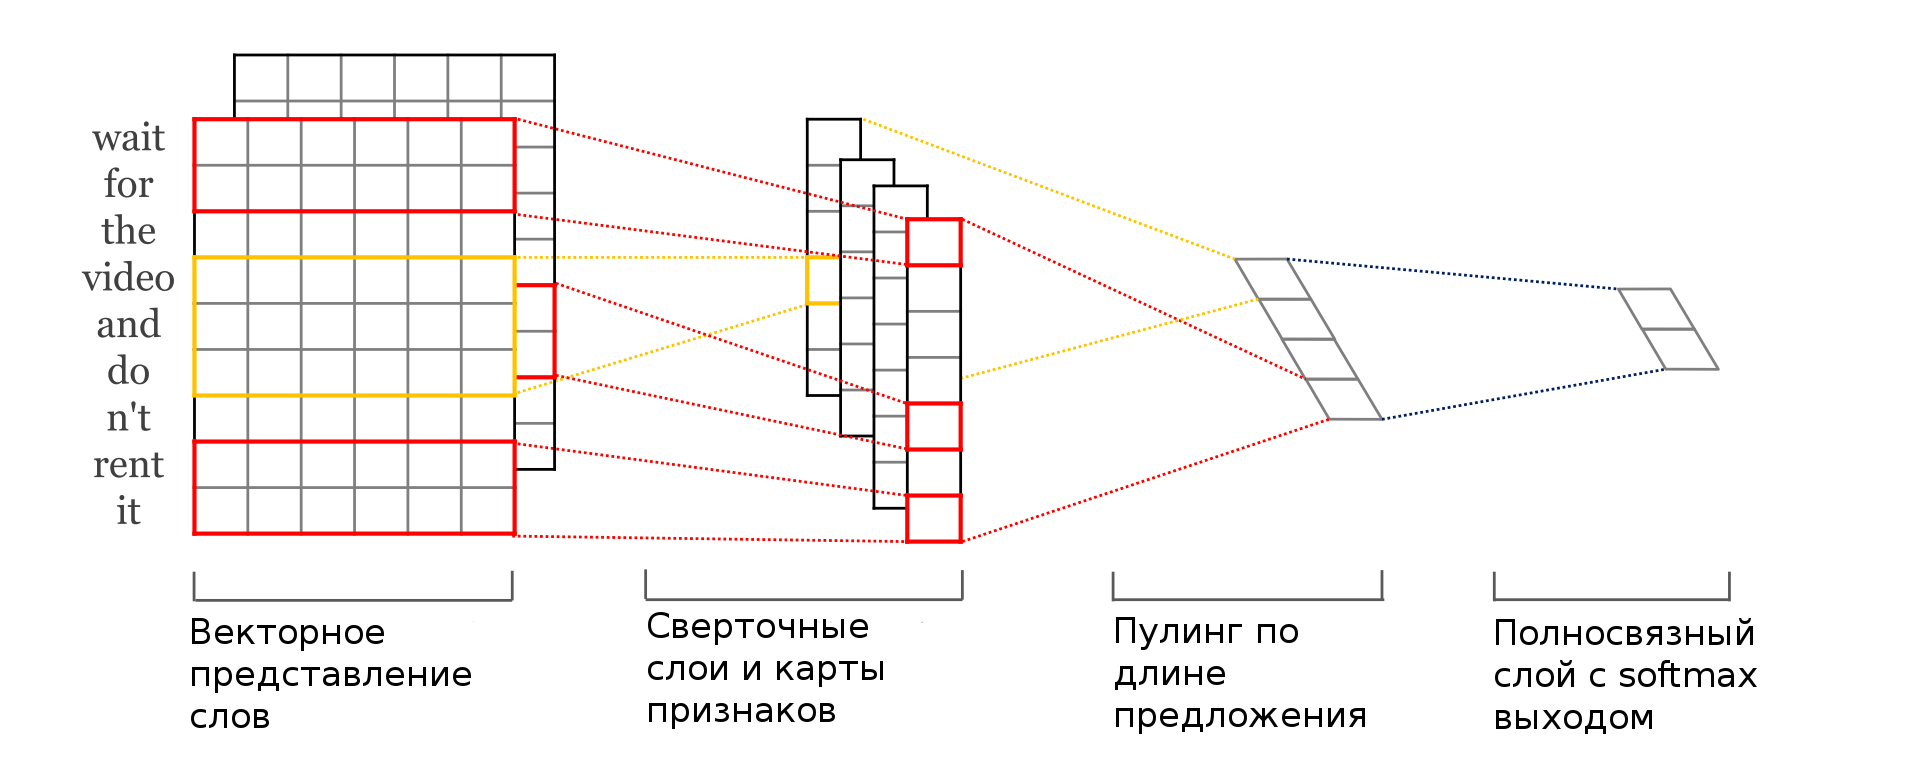 wait
for
the
video
and
do
n't
rent
it
Векторное
представление
слов
Сверточные
слои и карты
признаков
Пулинг по
длине
предложения
Полносвязный
слой с softmax
выходом